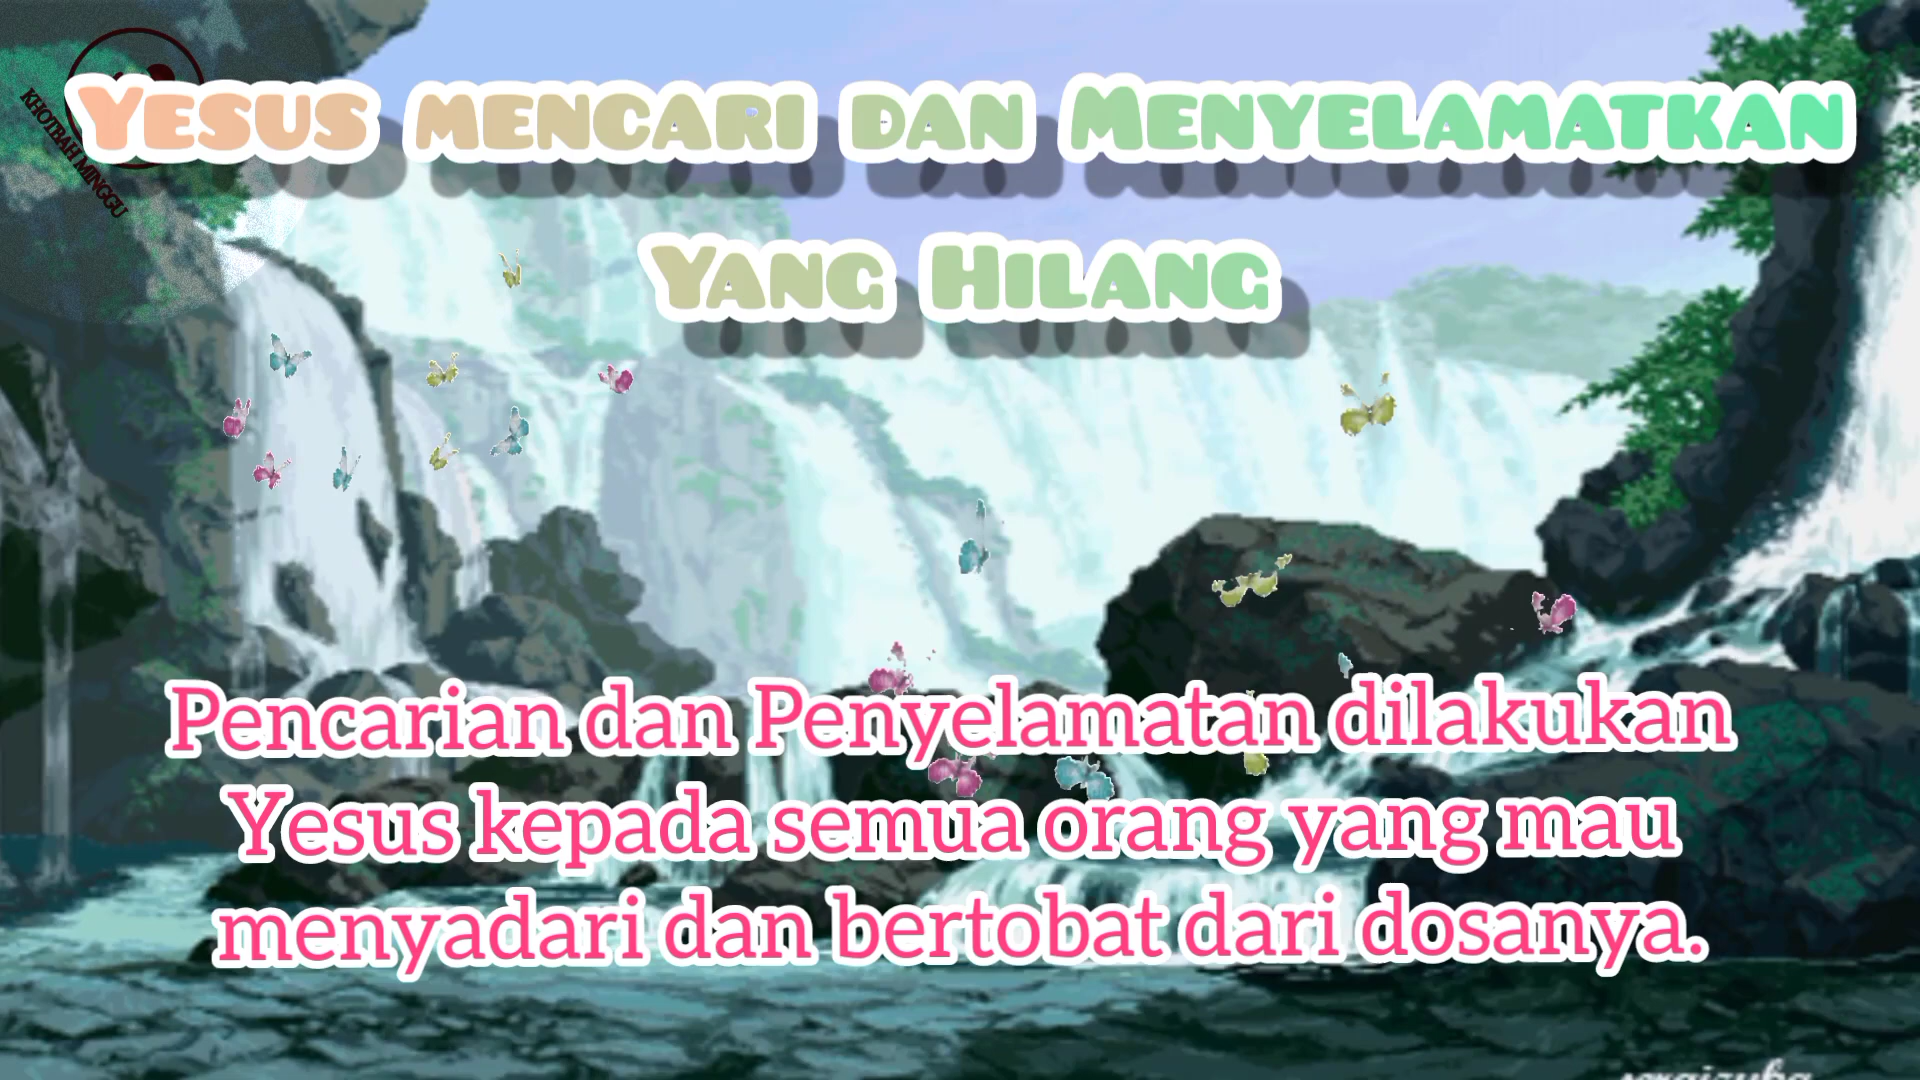 KHOTBAH MINGGU
Yesus mencari dan Menyelamatkan
Yang Hilang
Pencarian dan Penyelamatan dilakukan
Yesus kepada semua orang yang mau
menyadari dan bertobat dari dosanya.